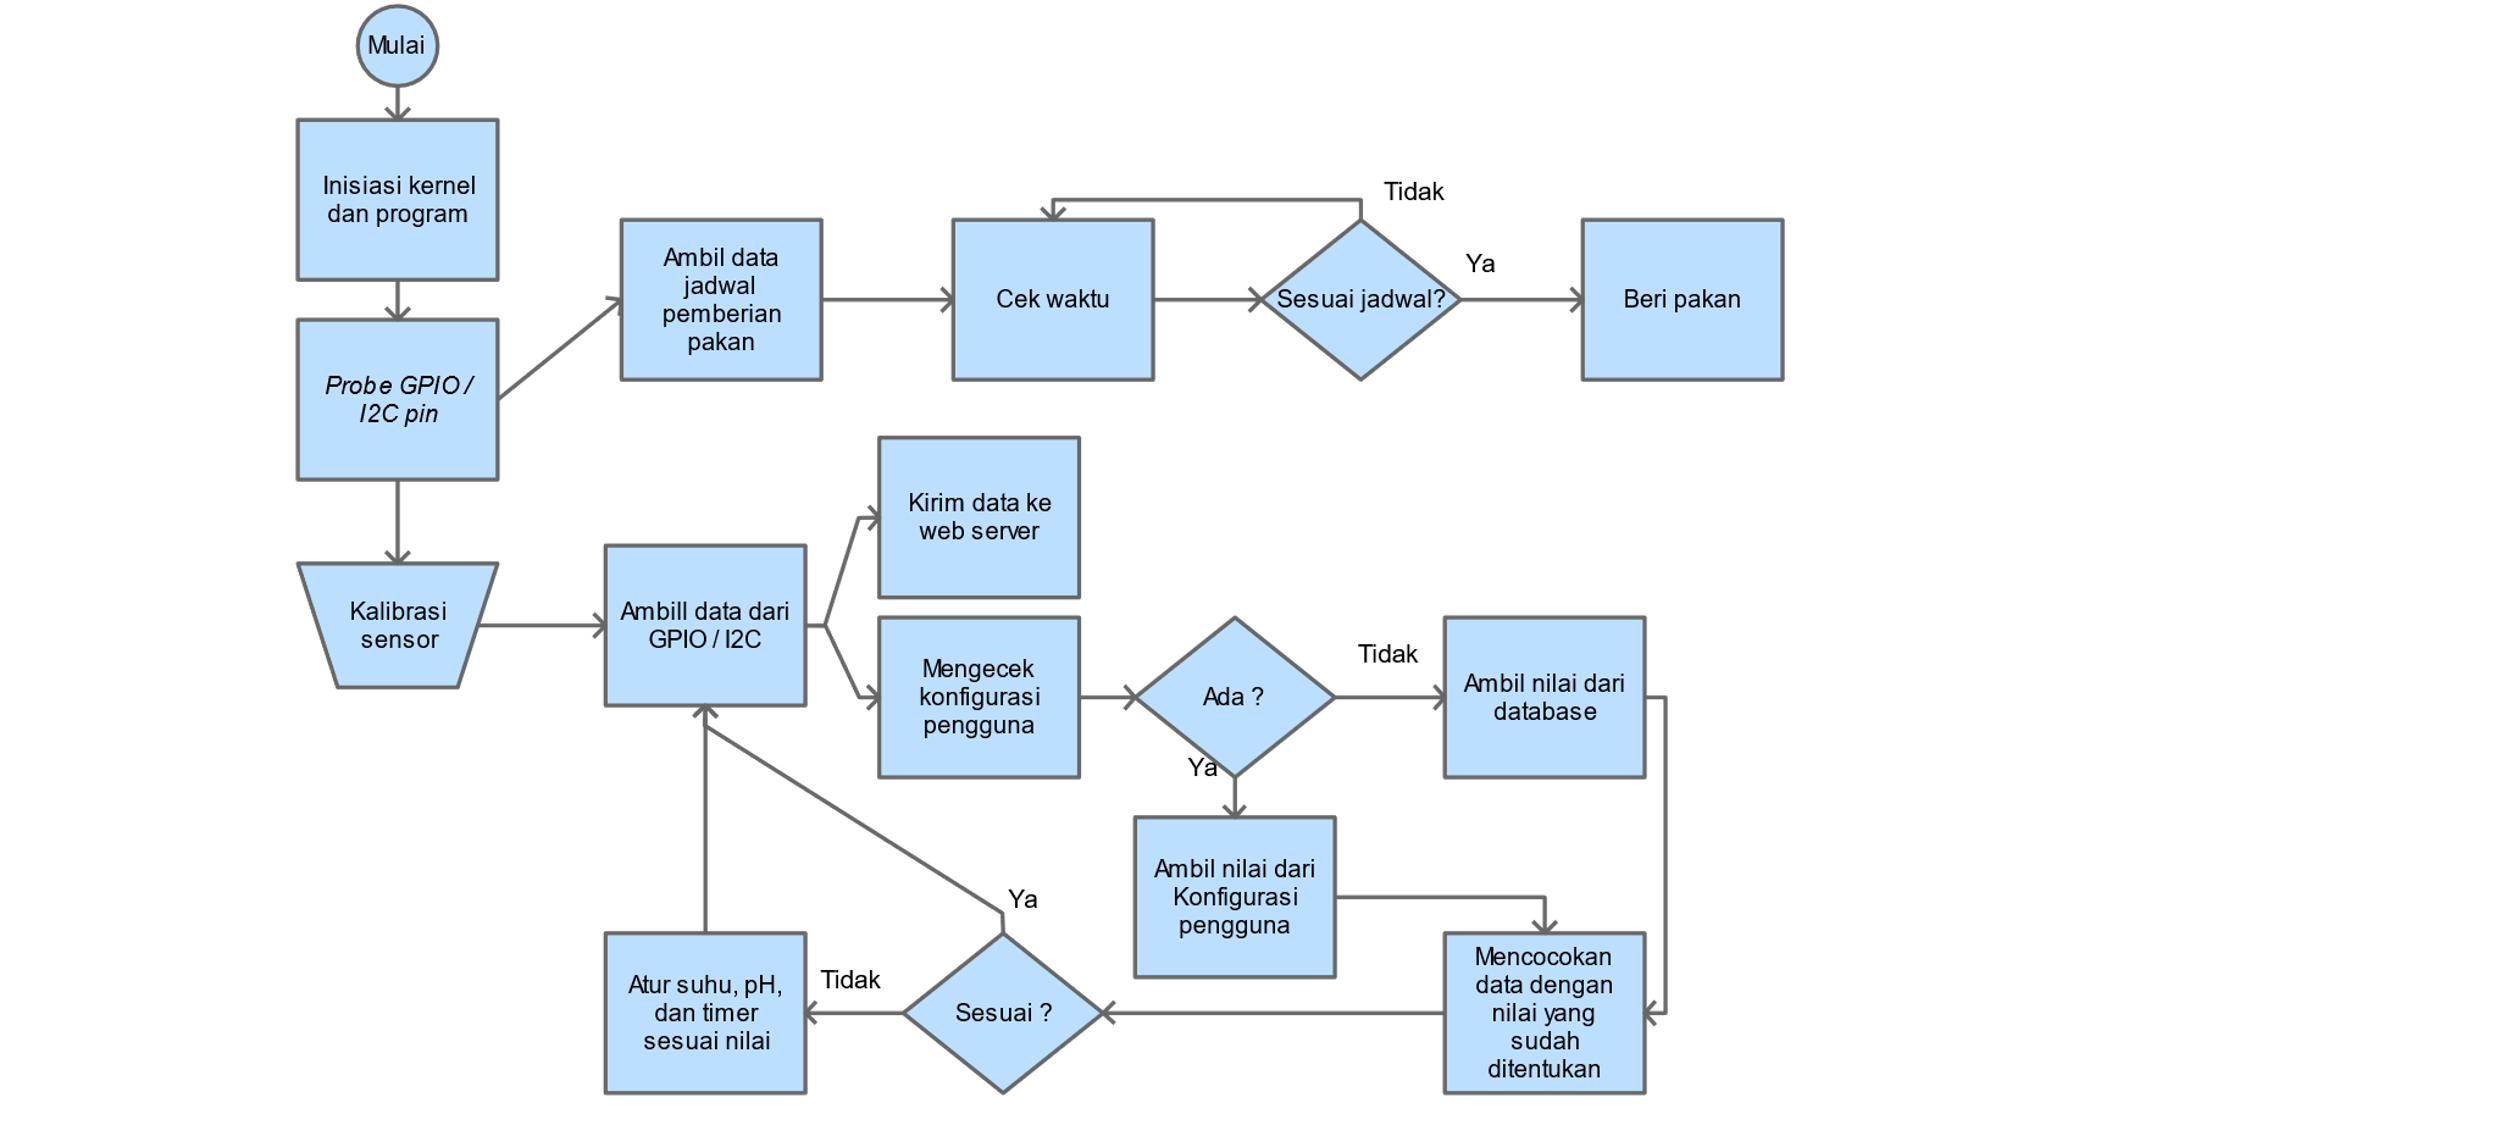 Mulai
Inisiasi kernel
dan program
Probe GPIO /
I2C pin
Kalibrasi
sensor
Ambil data
jadwal
pemberian
pakan
Cek waktu
Sesuai jadwal?
Tidak
Ya
Beri pakan
Ambill data dari
GPIO / I2C
Kirim data ke
web server
Mengecek
konfigurasi
pengguna
Ada ?
Tidak
Ya
Ambil nilai dari
database
Ambil nilai dari
Konfigurasi
pengguna
Mencocokan
data dengan
nilai yang
sudah
ditentukan
Sesuai ?
Ya
Tidak
Atur suhu, pH,
dan timer
sesuai nilai